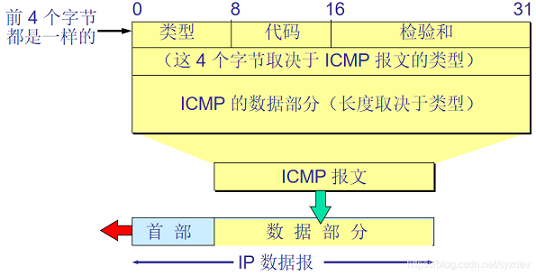 前 4 个字节
都是一样的
0 8 16 31
类型 代码 检验和
（这 4 个字节取决于 ICMP 报文的类型）
ICMP 的数据部分（长度取决于类型）
ICMP 报文
首 部 数 据 部 分
IP 数据报
https://blog.csdn.net/syzdev